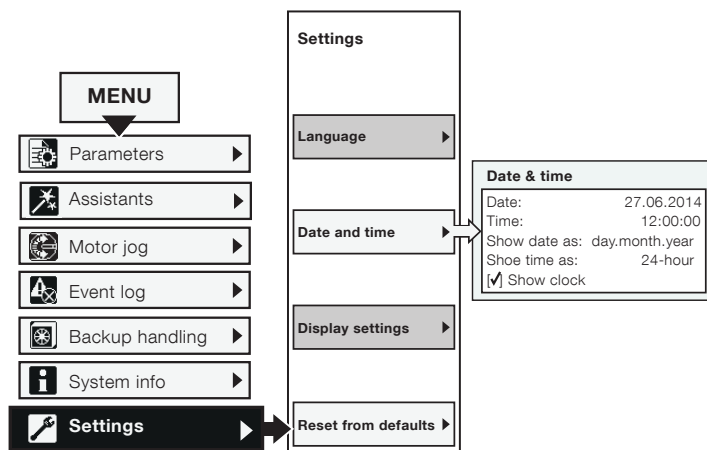 MENU
Parameters
Assistants
Motor jog
Event log
Backup handling
System info
Settings
Settings
Language
Date and time
Display settings
Reset from defaults
Date & time
Date: 27.06.2014
Time: 12:00:00
Show date as: day.month.year
Shoe time as: 24-hour
[✓] Show clock